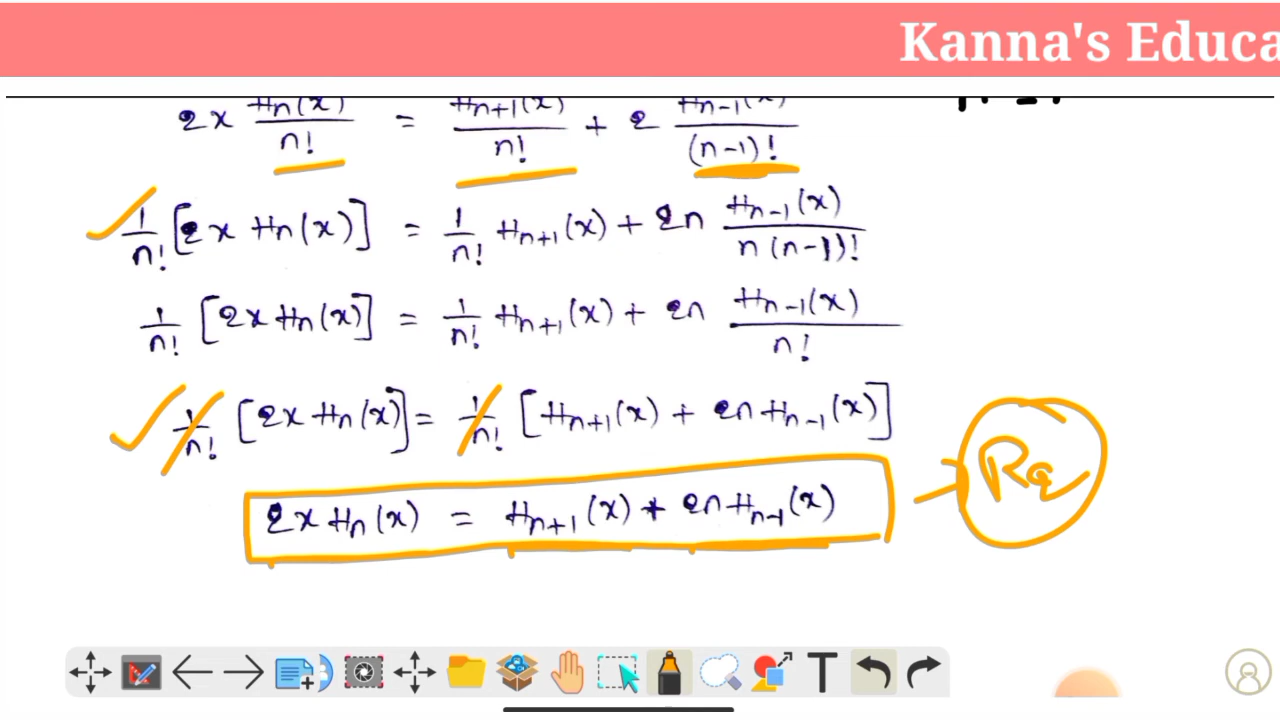 Kanna's Educa
2x Hn(x)/n! = Hn+1(x)/n! + 2 Hn-1(x)/(n-1)!
1/n! [2x Hn(x)] = 1/n! Hn+1(x) + 2n Hn-1(x)/n(n-1)!
1/n! [2x Hn(x)] = 1/n! Hn+1(x) + 2n Hn-1(x)/n!
1/n! [2x Hn(x)] = 1/n! [Hn+1(x) + 2n Hn-1(x)]
2x Hn(x) = Hn+1(x) + 2n Hn-1(x)
T